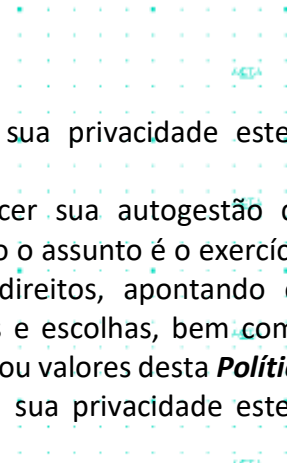 sua privacidade este
cer sua autogestão
o o assunto é o exercíc
direitos, apontando
s e escolhas, bem com
ou valores desta Políti
sua privacidade este